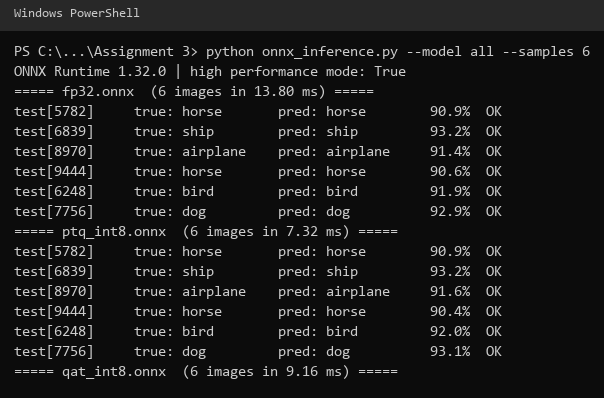 Windows PowerShell
PS C:\...\Assignment 3> python onnx_inference.py --model all --samples 6
ONNX Runtime 1.32.0 | high performance mode: True
===== fp32.onnx  (6 images in 13.80 ms) =====
test[5782]     true: horse       pred: horse        90.9%  OK
test[6839]     true: ship        pred: ship         93.2%  OK
test[8970]     true: airplane    pred: airplane     91.4%  OK
test[9444]     true: horse       pred: horse        90.6%  OK
test[6248]     true: bird        pred: bird         91.9%  OK
test[7756]     true: dog         pred: dog          92.9%  OK
===== ptq_int8.onnx  (6 images in 7.32 ms) =====
test[5782]     true: horse       pred: horse        90.9%  OK
test[6839]     true: ship        pred: ship         93.2%  OK
test[8970]     true: airplane    pred: airplane     91.6%  OK
test[9444]     true: horse       pred: horse        90.4%  OK
test[6248]     true: bird        pred: bird         92.0%  OK
test[7756]     true: dog         pred: dog          93.1%  OK
===== qat_int8.onnx  (6 images in 9.16 ms) =====